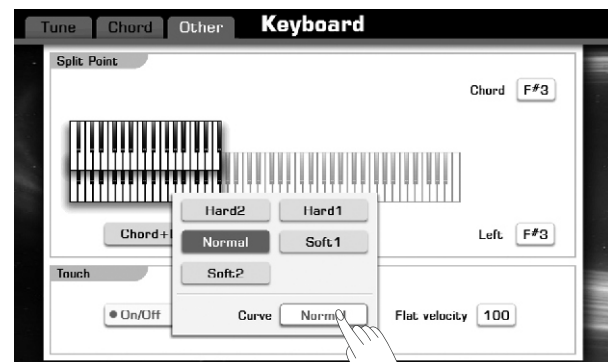 Tune Chord Other Keyboard
Split Point
Chord F#3
Hard2 Hard1
Chord+
Normal Soft1
Left F#3
Soft2
Touch
On/Off Curve Normal Flat velocity 100